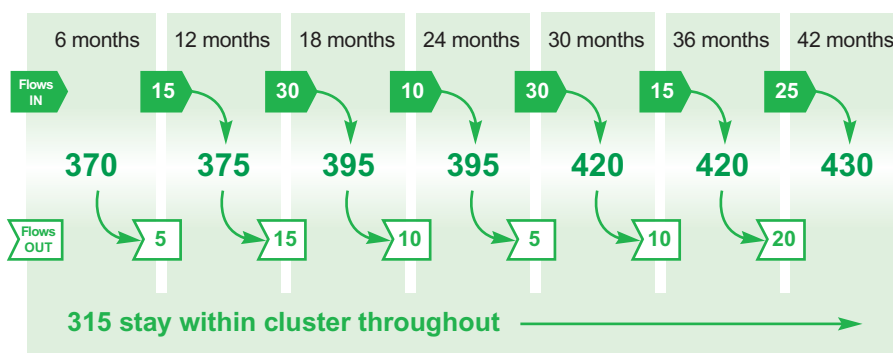 6 months 12 months 18 months 24 months 30 months 36 months 42 months
Flows
IN
15 30 10 30 15 25
370 375 395 395 420 420 430
Flows
OUT
5 15 10 5 10 20
315 stay within cluster throughout